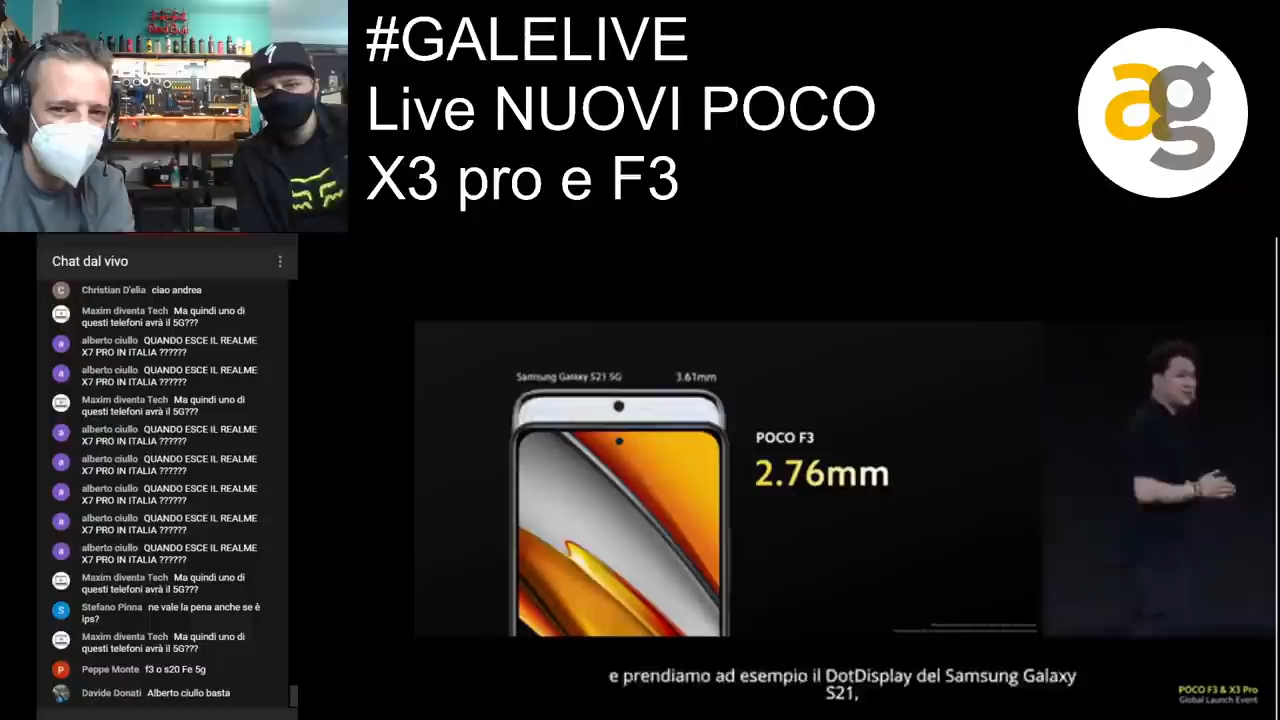 #GALELIVE
Live NUOVI POCO
X3 pro e F3
ag
Chat dal vivo
Christian D'elia ciao andrea
Maxim diventa Tech Ma quindi uno di
questi telefoni avrà il 5G???
alberto ciullo QUANDO ESCE IL REALME
X7 PRO IN ITALIA ??????
alberto ciullo QUANDO ESCE IL REALME
X7 PRO IN ITALIA ??????
Maxim diventa Tech Ma quindi uno di
questi telefoni avrà il 5G???
alberto ciullo QUANDO ESCE IL REALME
X7 PRO IN ITALIA ??????
alberto ciullo QUANDO ESCE IL REALME
X7 PRO IN ITALIA ??????
alberto ciullo QUANDO ESCE IL REALME
X7 PRO IN ITALIA ??????
alberto ciullo QUANDO ESCE IL REALME
X7 PRO IN ITALIA ??????
alberto ciullo QUANDO ESCE IL REALME
X7 PRO IN ITALIA ??????
Maxim diventa Tech Ma quindi uno di
questi telefoni avrà il 5G???
Stefano Pinna ne vale la pena anche se è
ips?
Maxim diventa Tech Ma quindi uno di
questi telefoni avrà il 5G???
Peppe Monte f3 o s20 Fe 5g
Davide Donati Alberto ciullo basta
Samsung Galaxy S21 5G 3.61mm
POCO F3
2.76mm
e prendiamo ad esempio il DotDisplay del Samsung Galaxy
S21,
POCO F3 & X3 Pro
Global Launch Event